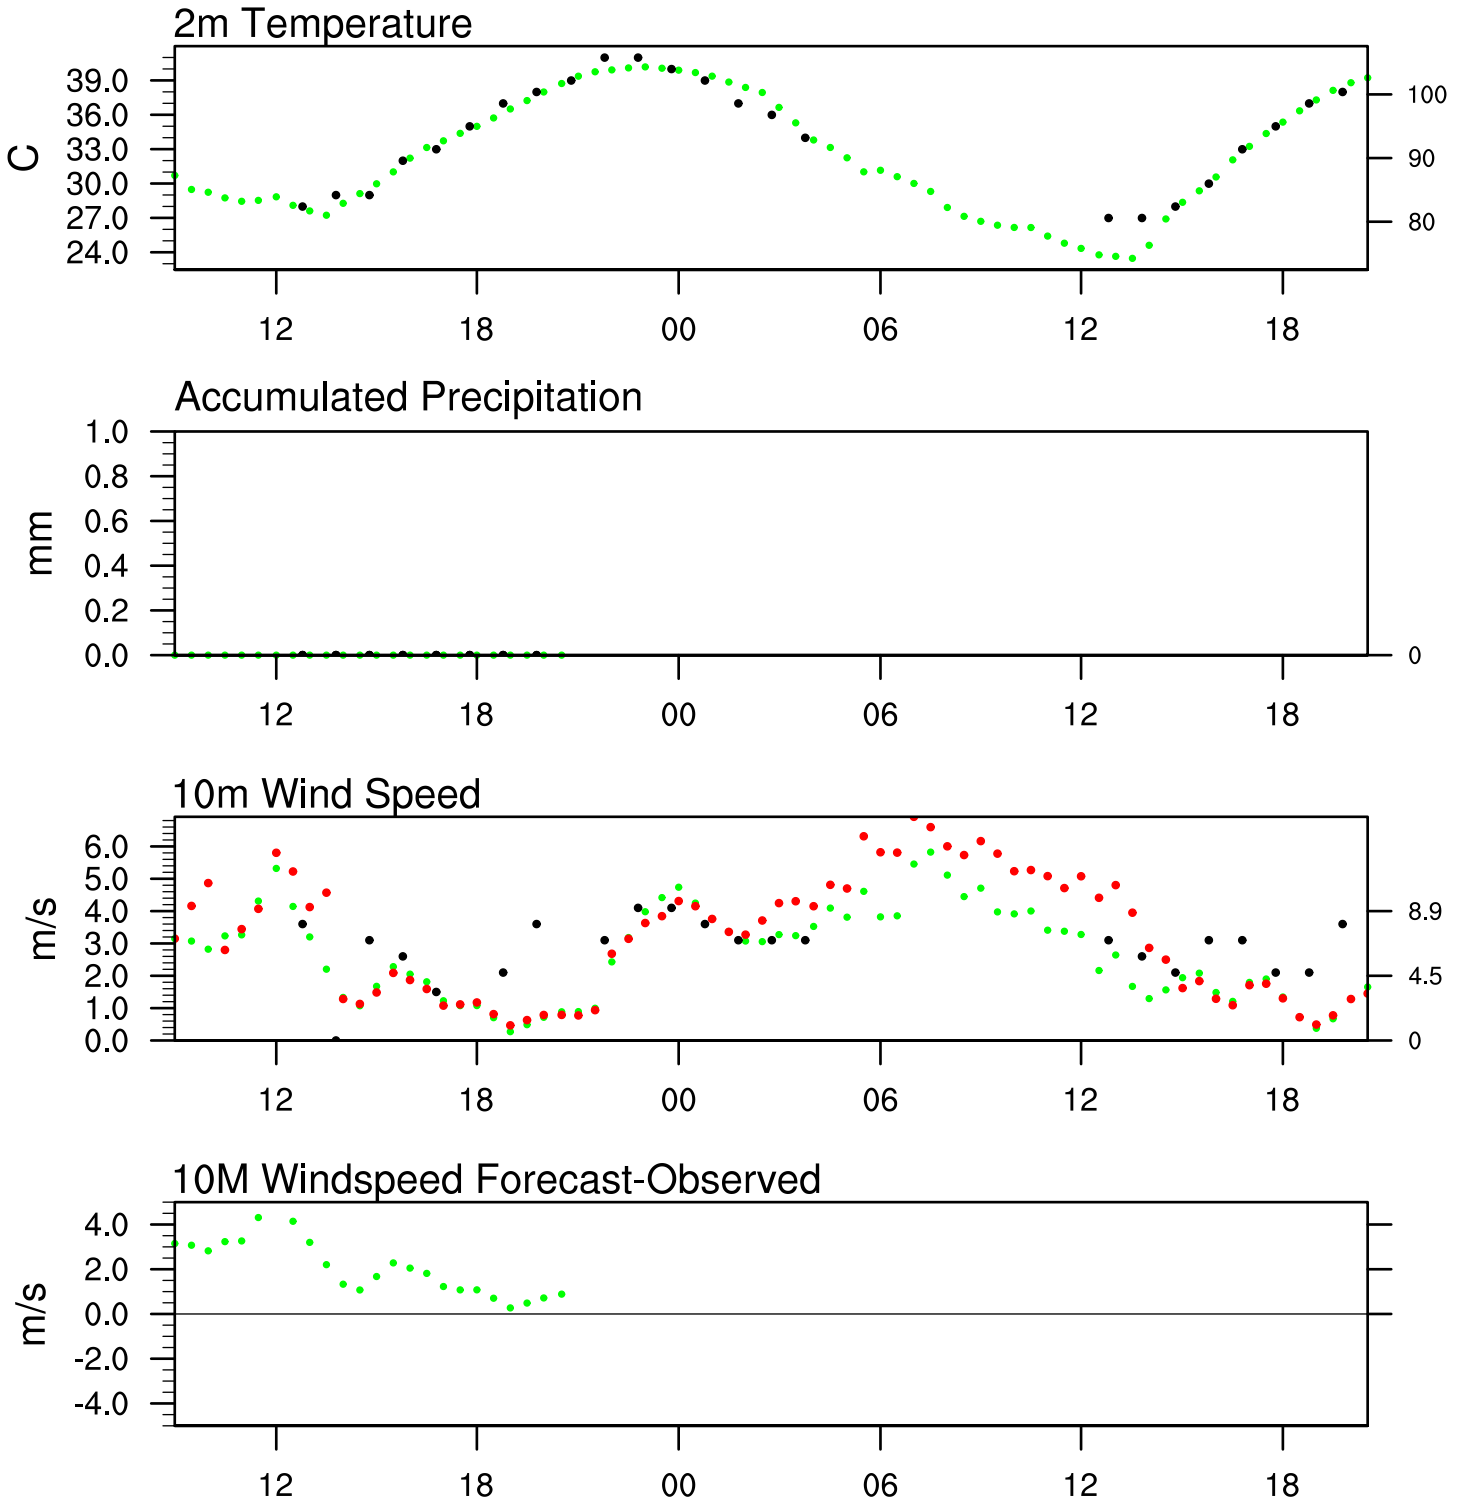 2m Temperature
39.0
36.0
33.0
30.0
27.0
24.0
C
100
90
80
12 18 00 06 12 18
Accumulated Precipitation
1.0
0.8
0.6
0.4
0.2
0.0
mm
0
12 18 00 06 12 18
10m Wind Speed
6.0
5.0
4.0
3.0
2.0
1.0
0.0
m/s
8.9
4.5
0
12 18 00 06 12 18
10M Windspeed Forecast-Observed
4.0
2.0
0.0
-2.0
-4.0
m/s
12 18 00 06 12 18